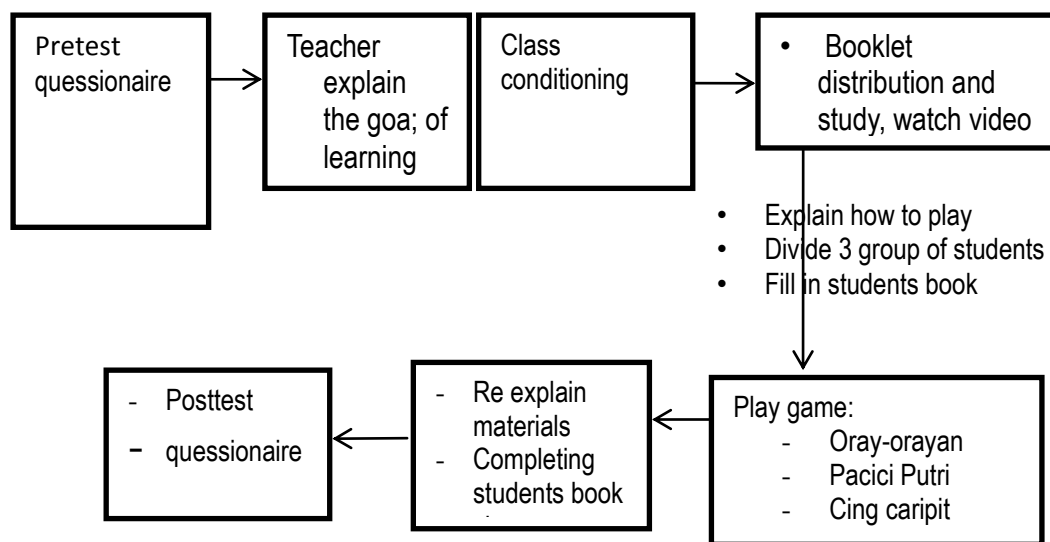 Pretest
quessionaire
Teacher
explain
the goa; of
learning
Class
conditioning
• Booklet
distribution and
study, watch video
• Explain how to play
• Divide 3 group of students
• Fill in students book
Play game:
- Oray-orayan
- Pacici Putri
- Cing caripit
- Re explain
materials
- Completing
students book
- Posttest
- quessionaire